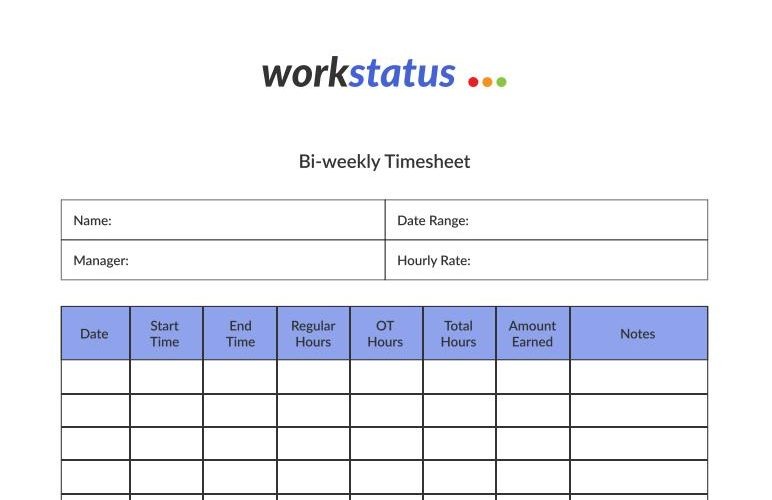 workstatus
Bi-weekly Timesheet
Name:
Date Range:
Manager:
Hourly Rate:
Date
Start
Time
End
Time
Regular
Hours
OT
Hours
Total
Hours
Amount
Earned
Notes